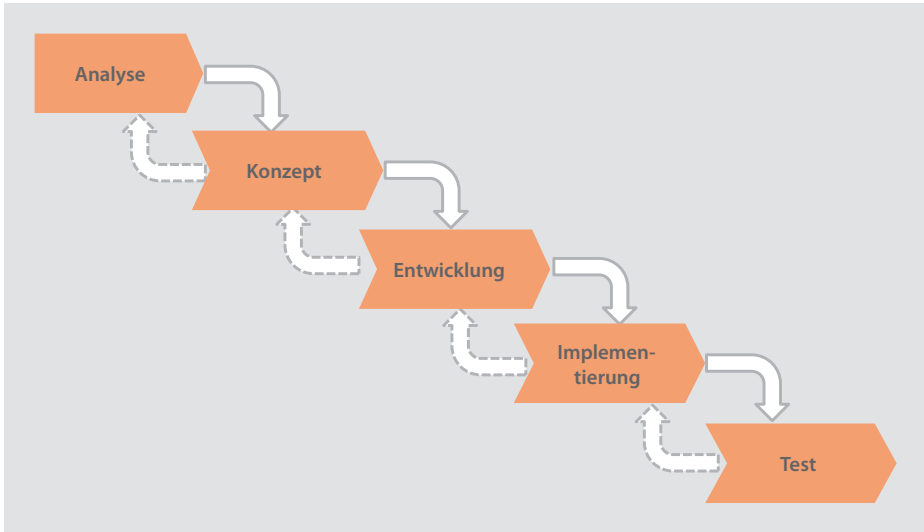 Analyse
Konzept
Entwicklung
Implemen-
tierung
Test